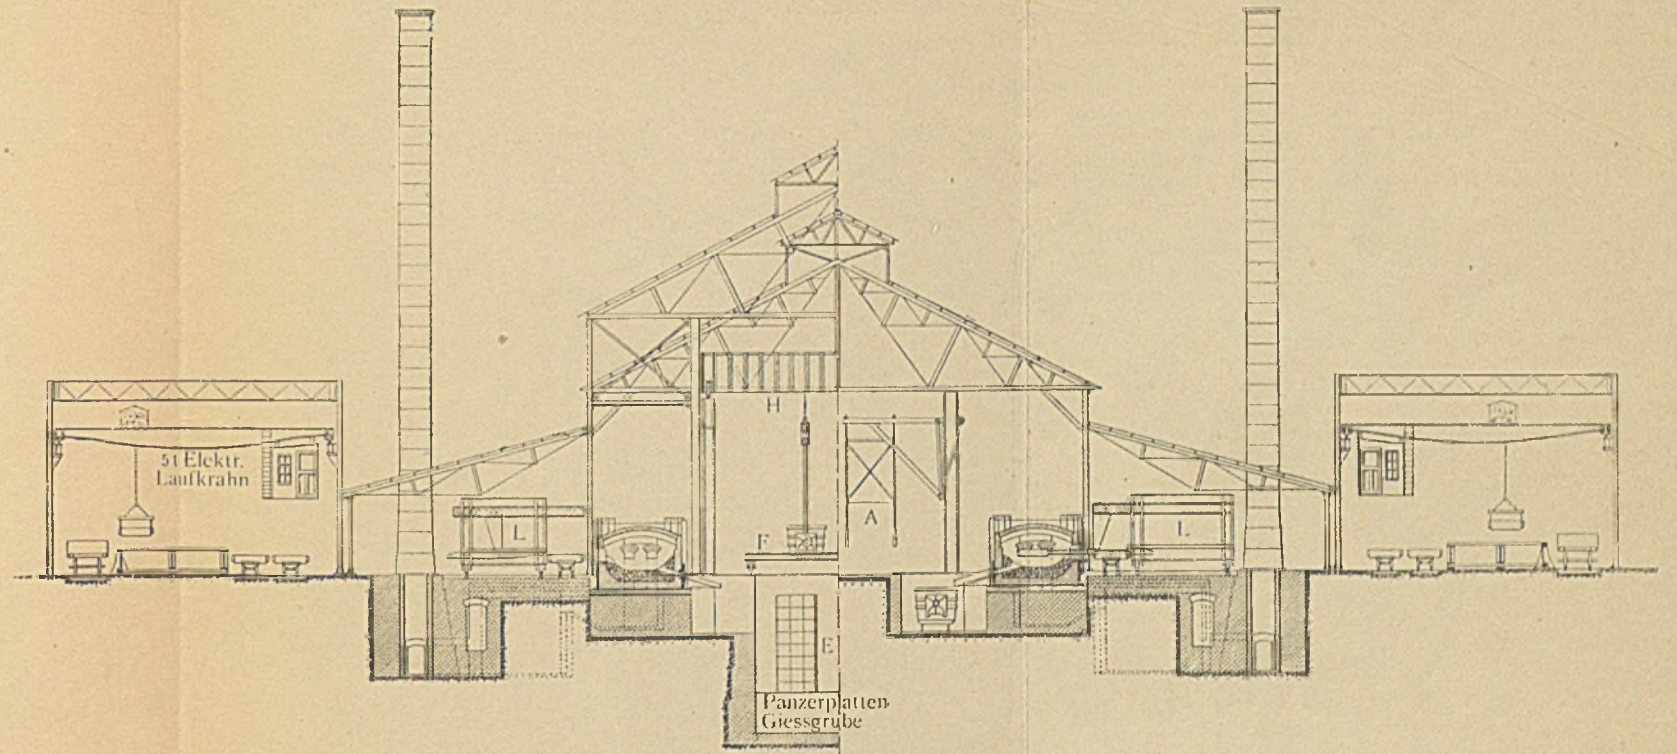 5t Elektr.
Laufkrahn
H
F
A
L
L
E
Panzerplatten
Giessgrube